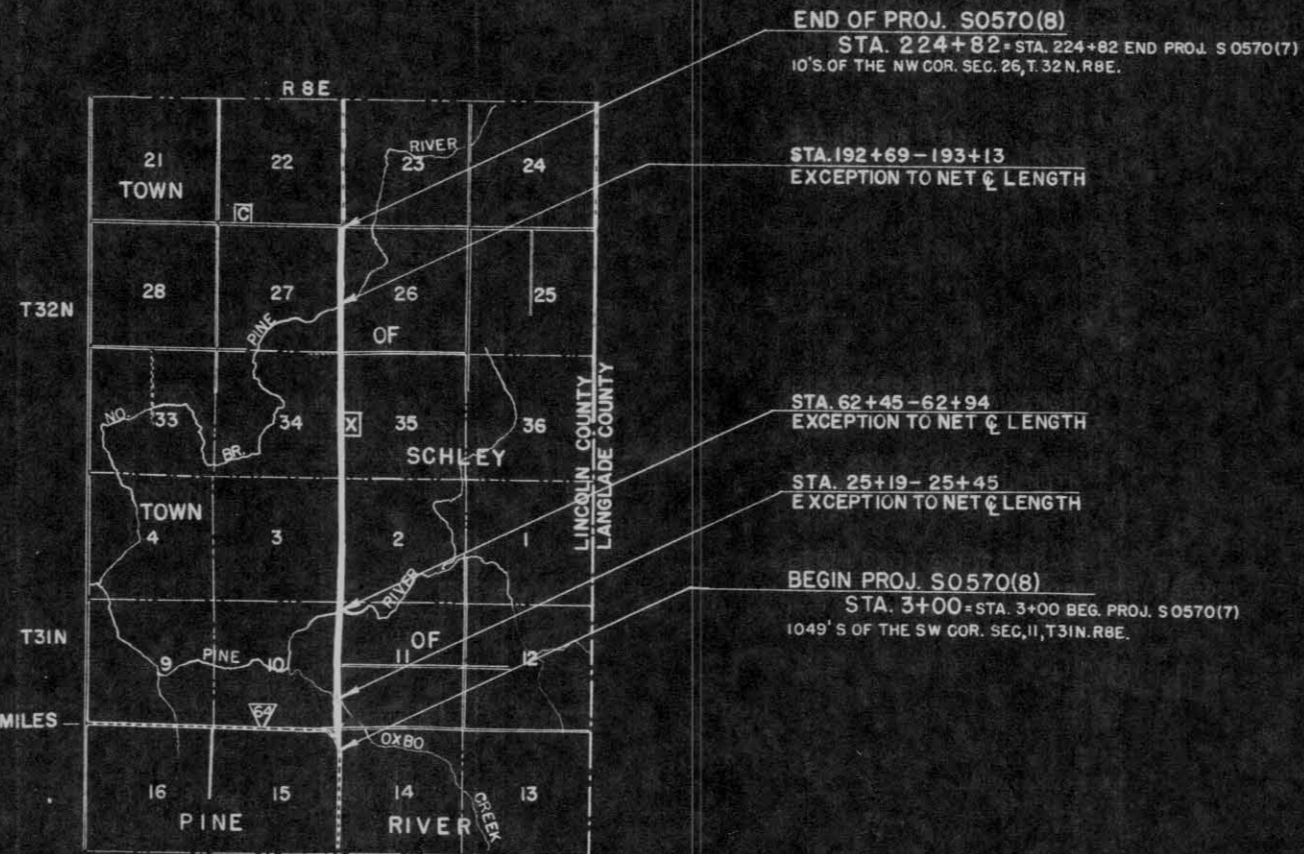 END OF PROJ. SO570(8)
STA. 224+82=STA. 224+82 END PROJ. S 0570(7)
10'S. OF THE NW COR. SEC. 26, T. 32 N. R8E.
R 8 E
STA. 192+69-193+13
EXCEPTION TO NET ℄ LENGTH
21
22
23
RIVER
24
TOWN
C
T32N
28
27
26
25
PINE
OF
NO.
33
34
X
35
36
BR.
SCHLEY
LINCOLN COUNTY
LANGLADE COUNTY
STA. 62+45-62+94
EXCEPTION TO NET ℄ LENGTH
TOWN
4
3
2
1
STA. 25+19-25+45
EXCEPTION TO NET ℄ LENGTH
RIVER
T31N
OF
9
PINE
10
11
12
BEGIN PROJ. SO570(8)
STA. 3+00=STA. 3+00 BEG. PROJ. S 0570(7)
1049' S OF THE SW COR. SEC, 11, T31N. R8E.
MILES
64
OXBO
CREEK
16
15
14
13
PINE
RIVER